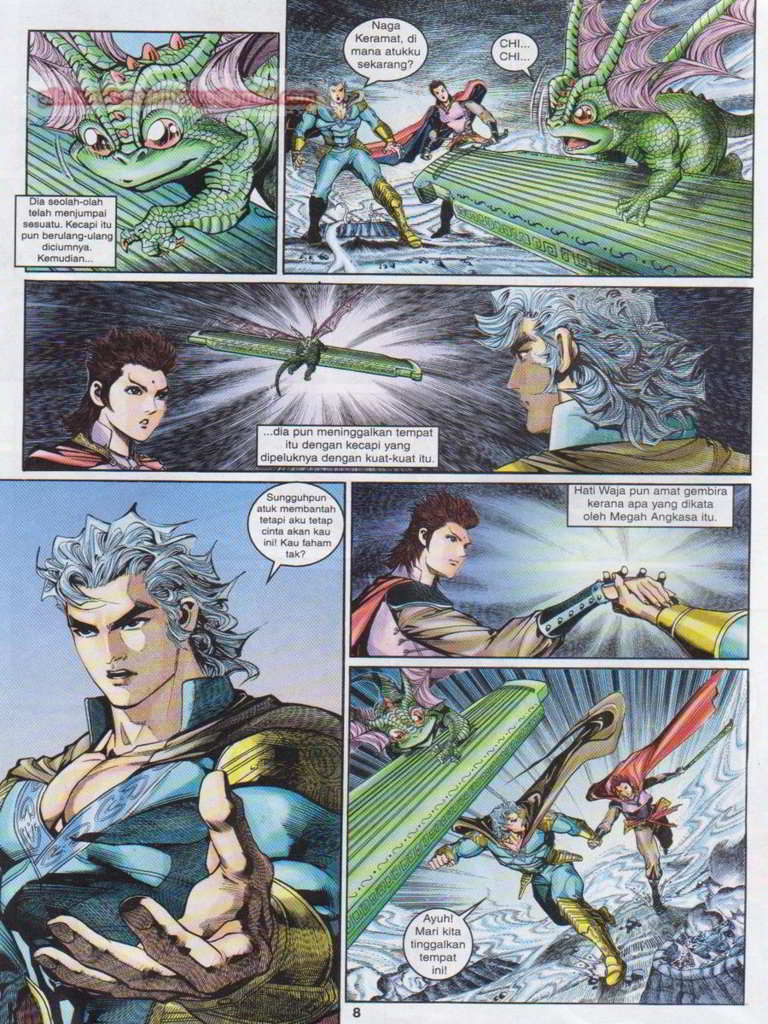 Dia seolah-olah
telah menjumpai
sesuatu. Kecapi itu
pun berulang-ulang
diciumnya.
Kemudian...
Naga
Keramat, di
mana atukku
sekarang?
CHI...
CHI...
...dia pun meninggalkan tempat
itu dengan kecapi yang
dipeluknya dengan kuat-kuat itu.
Sungguhpun
atuk membantah
tetapi aku tetap
cinta akan kau
ini! Kau faham
tak?
Hati Waja pun amat gembira
kerana apa yang dikata
oleh Megah Angkasa itu.
Ayuh!
Mari kita
tinggalkan
tempat
ini!
8